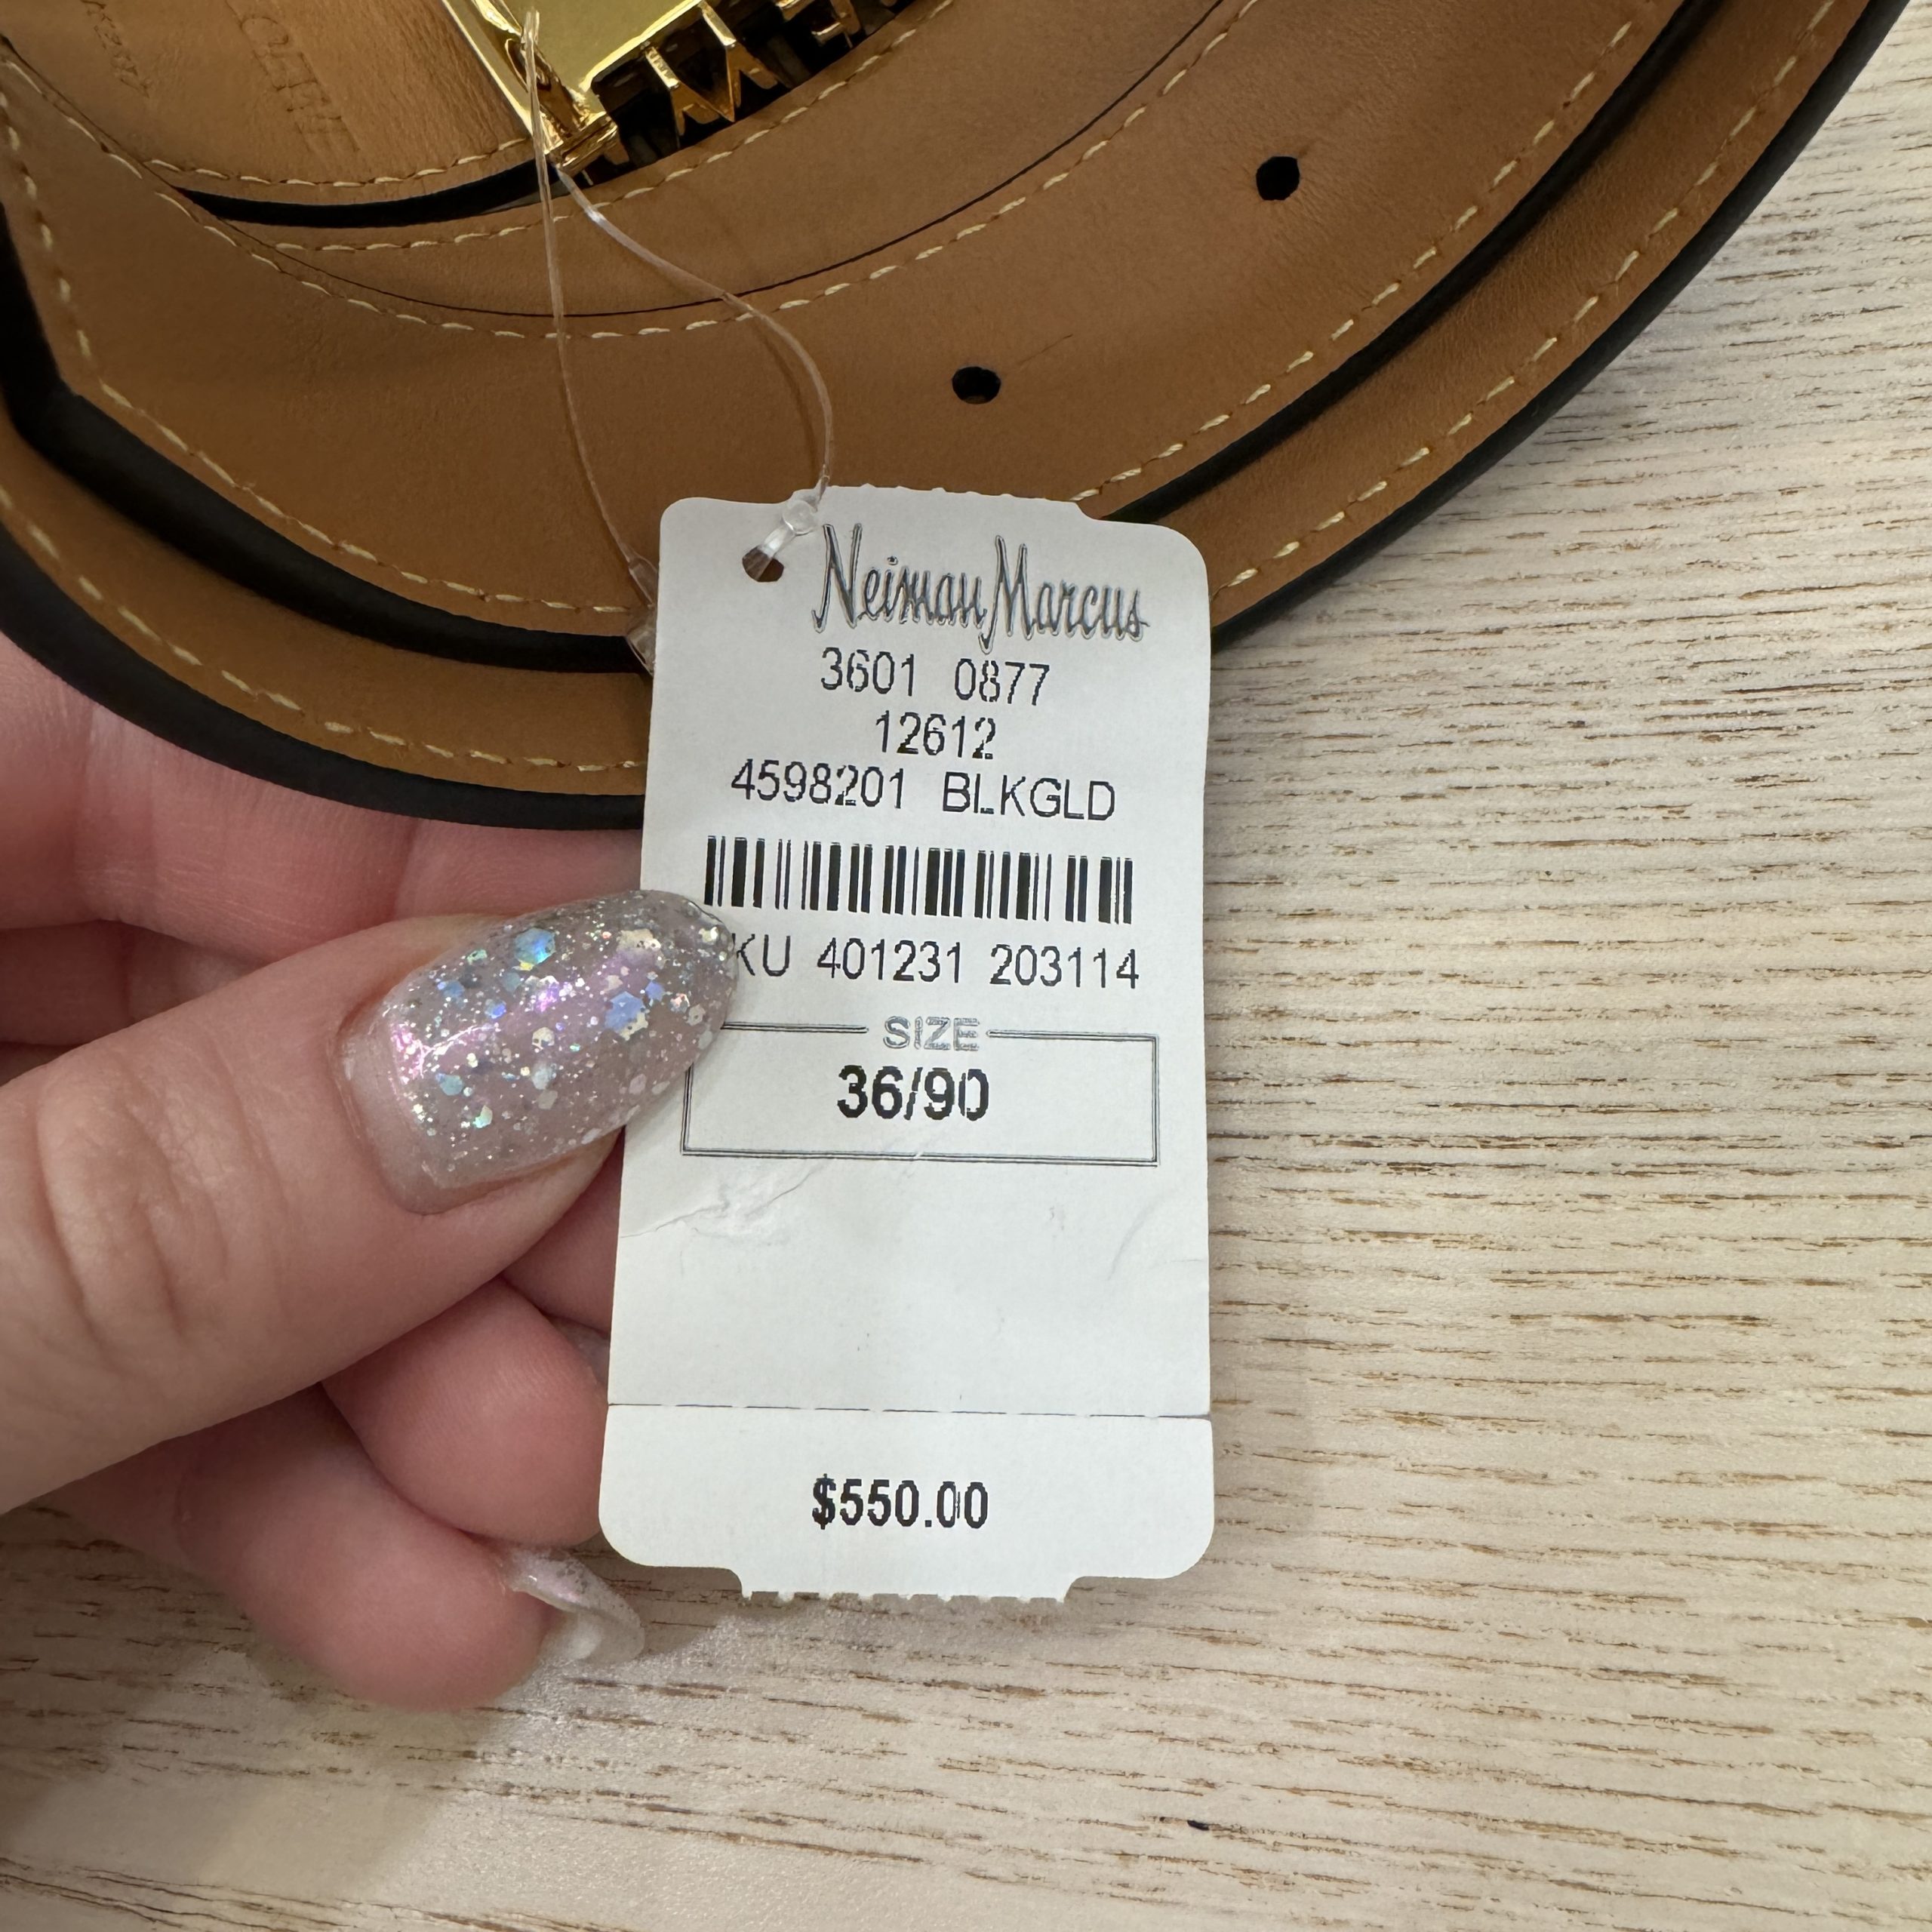 Neiman Marcus
3601 0877
12612
4598201 BLKGLD
KU 401231 203114
SIZE
36/90
$550.00